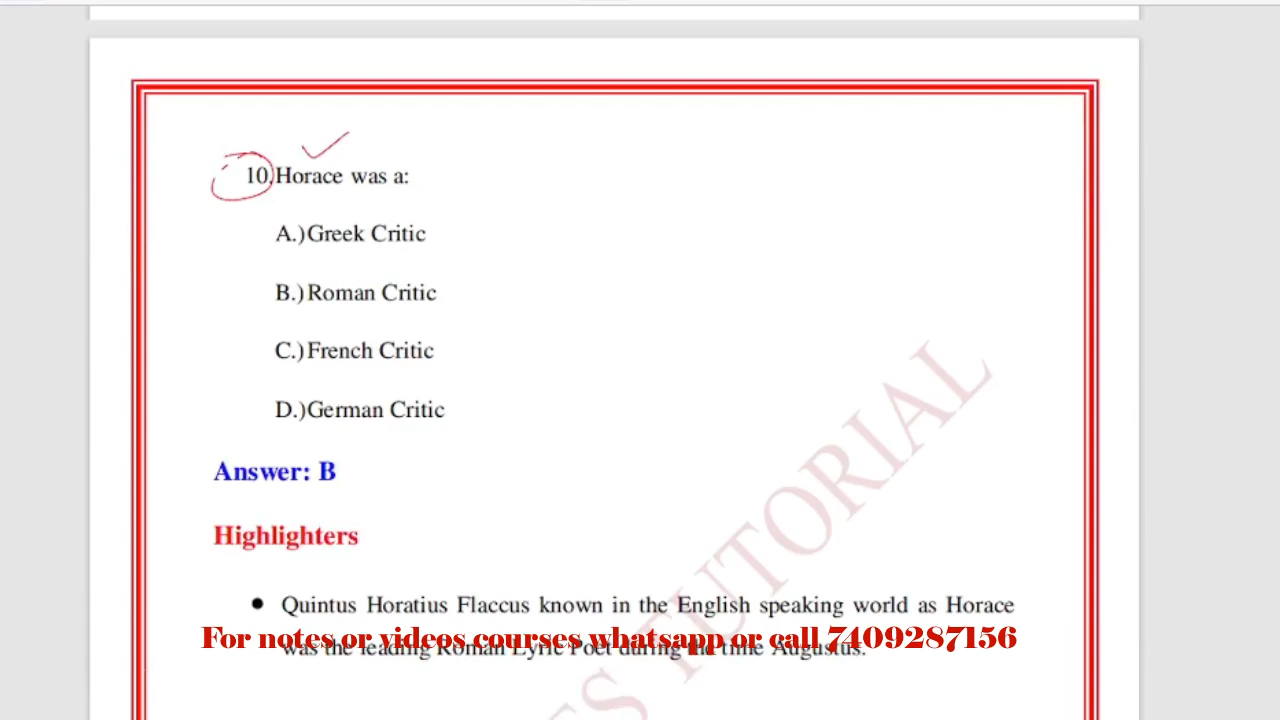 10.Horace was a:
A.)Greek Critic
B.)Roman Critic
C.)French Critic
D.)German Critic
Answer: B
Highlighters
Quintus Horatius Flaccus known in the English speaking world as Horace
For notes or videos courses whatsapp or call 7409287156
was the leading Roman Lyric Poet during the time Augustus.
TUTORIAL